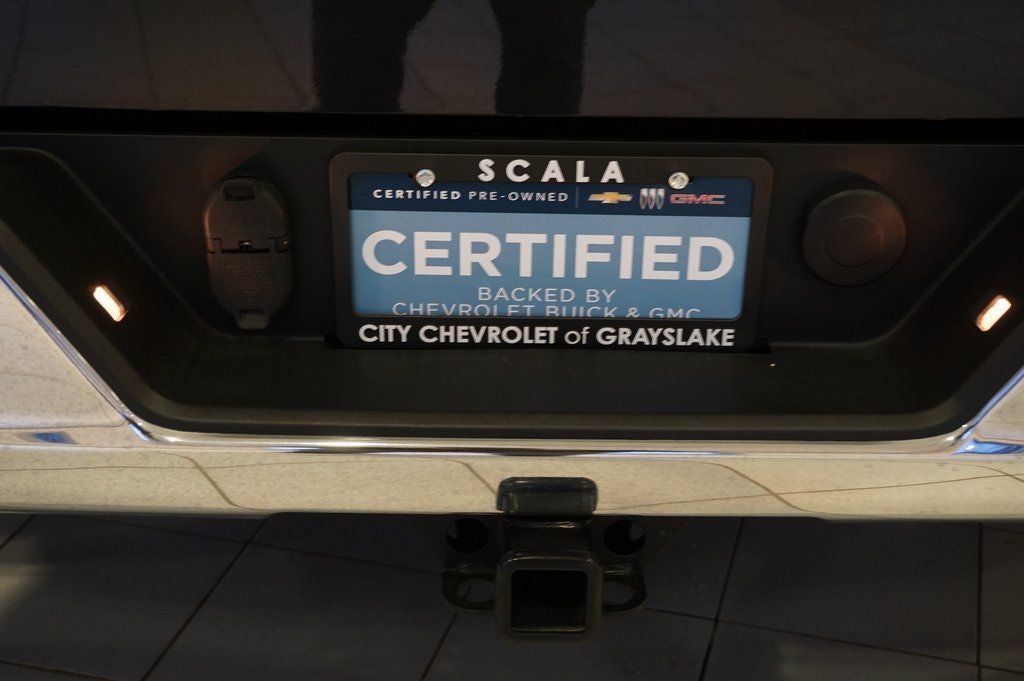 SCALA
CERTIFIED PRE-OWNED GMC
CERTIFIED
BACKED BY
CHEVROLET BUICK & GMC
CITY CHEVROLET of GRAYSLAKE